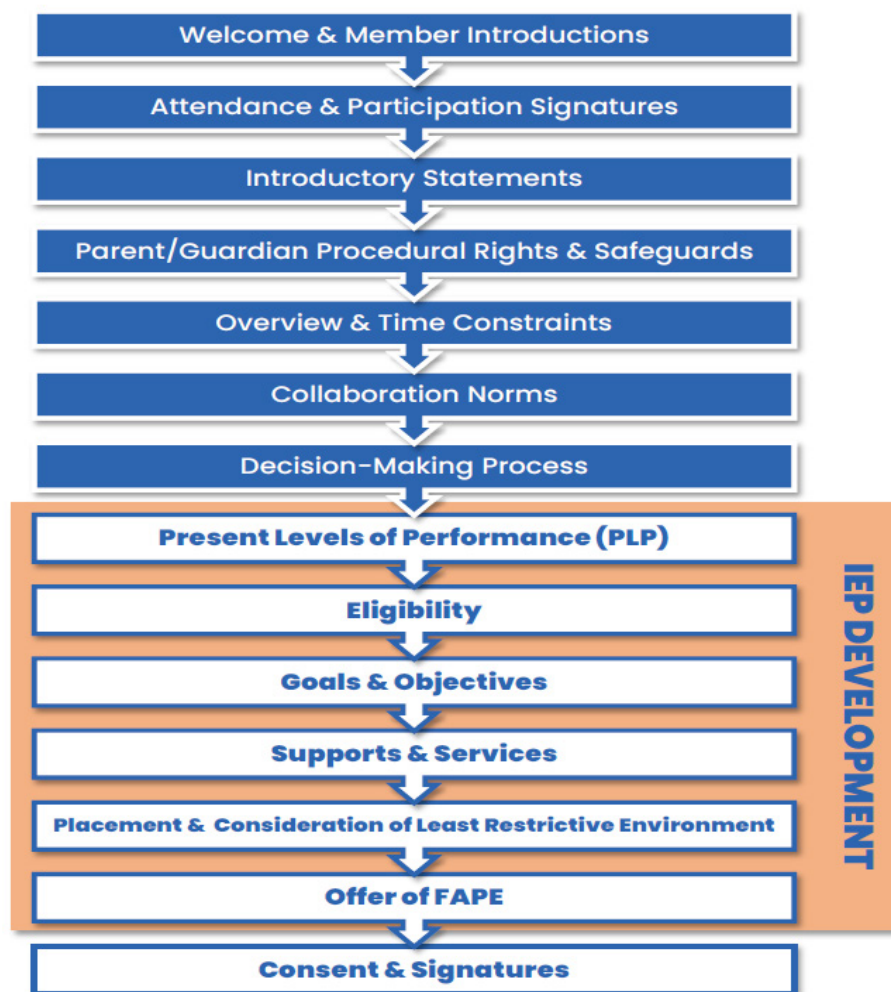 Welcome & Member Introductions
Attendance & Participation Signatures
Introductory Statements
Parent/Guardian Procedural Rights & Safeguards
Overview & Time Constraints
Collaboration Norms
Decision-Making Process
Present Levels of Performance (PLP)
Eligibility
Goals & Objectives
Supports & Services
Placement & Consideration of Least Restrictive Environment
Offer of FAPE
IEP DEVELOPMENT
Consent & Signatures